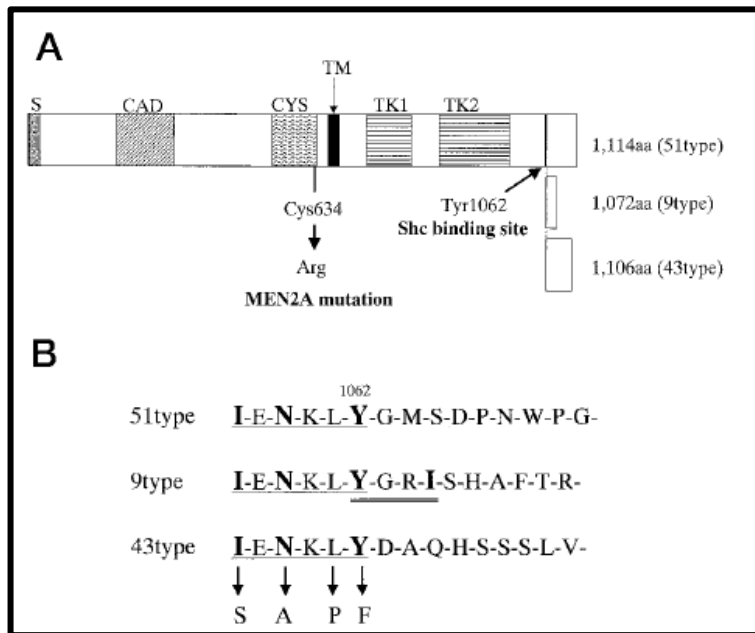 A
TM
S CAD CYS TK1 TK2
1,114aa (51type)
Cys634 Tyr1062 1,072aa (9type)
Shc binding site
Arg 1,106aa (43type)
MEN2A mutation
B
1062
51type I-E-N-K-L-Y-G-M-S-D-P-N-W-P-G-
9type I-E-N-K-L-Y-G-R-I-S-H-A-F-T-R-
43type I-E-N-K-L-Y-D-A-Q-H-S-S-S-L-V-
S A P F